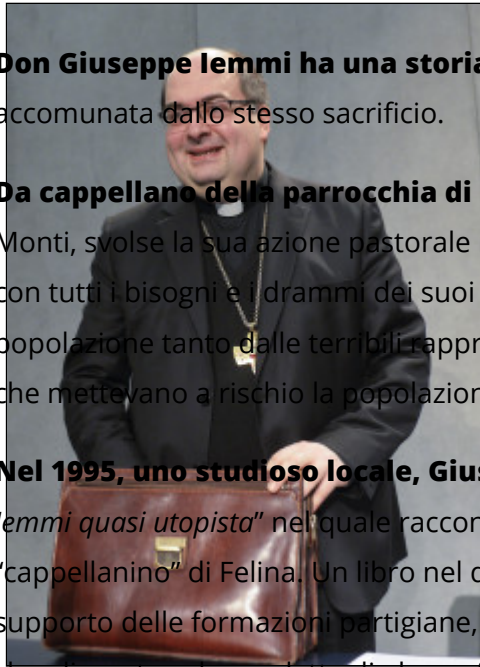 Don Giuseppe Iemmi ha una storia
accomunata dallo stesso sacrificio.
Da cappellano della parrocchia di
Monti, svolse la sua azione pastorale
con tutti i bisogni e i drammi dei suoi
popolazione tanto dalle terribili rappr
che mettevano a rischio la popolazion
Nel 1995, uno studioso locale, Gius
Iemmi quasi utopista” nel quale raccon
“cappellanino” di Felina. Un libro nel q
supporto delle formazioni partigiane,